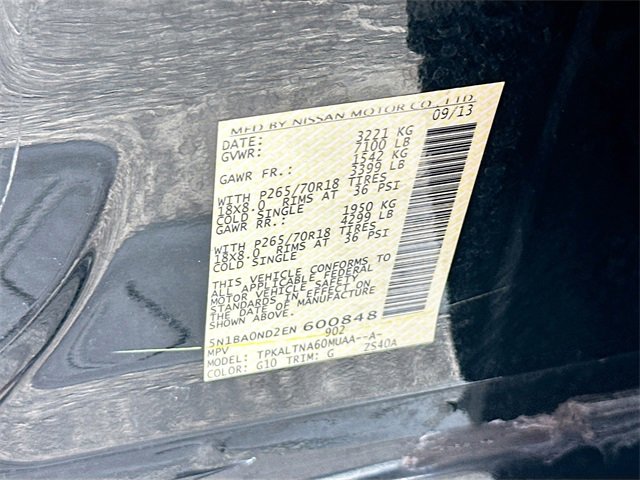 MFD BY NISSAN MOTOR CO., LTD
DATE: 09/13
GVWR: 3221 KG
7100 LB
GAWR FR.: 1542 KG
3399 LB
WITH P265/70R18 TIRES
18X8.0 RIMS AT 36 PSI
COLD SINGLE
GAWR RR.: 1950 KG
4299 LB
WITH P265/70R18 TIRES
18X8.0 RIMS AT 36 PSI
COLD SINGLE
THIS VEHICLE CONFORMS TO
ALL APPLICABLE FEDERAL
MOTOR VEHICLE SAFETY
STANDARDS IN EFFECT ON
THE DATE OF MANUFACTURE
SHOWN ABOVE.
5N1BA0ND2EN 600848
MPV 902
MODEL: TPKALTNA60MUAA--A-
COLOR: G10 TRIM: G ZS40A